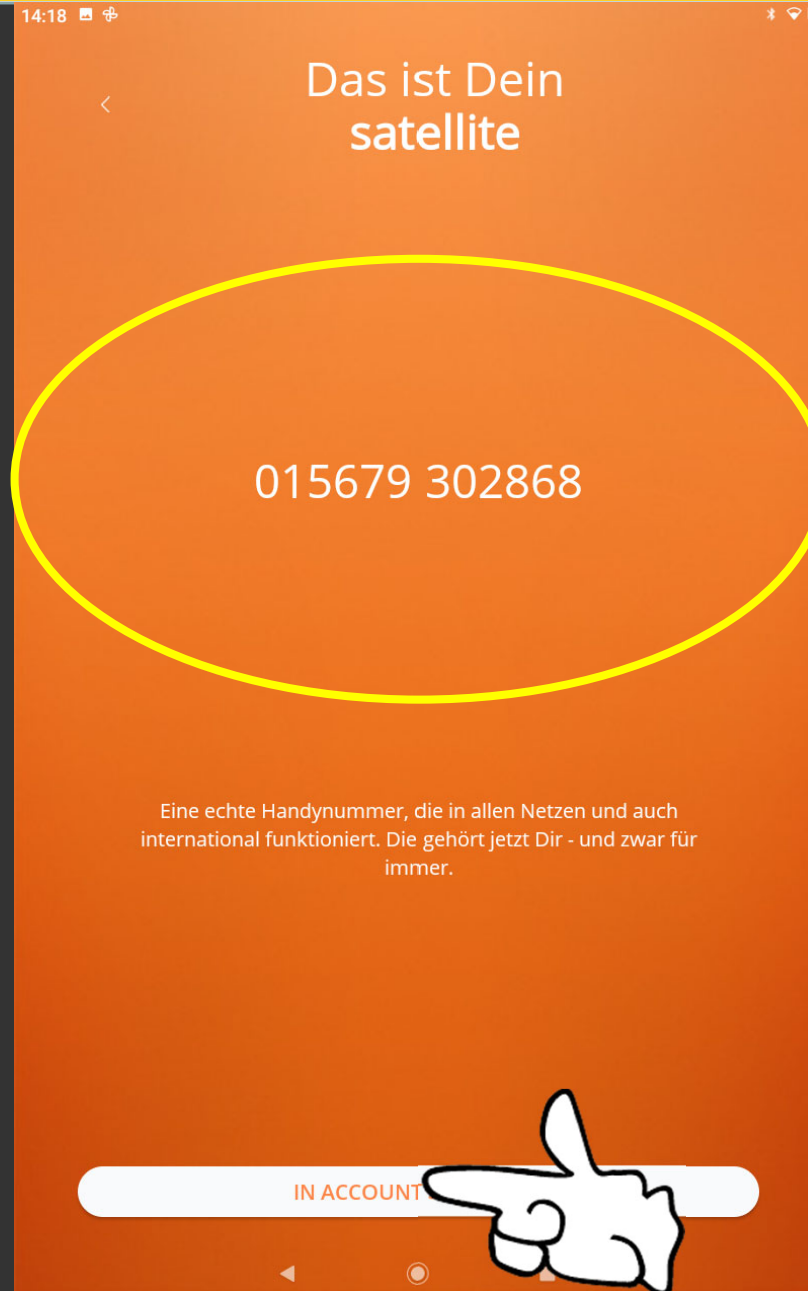 14:18
Das ist Dein
satellite
015679 302868
Eine echte Handynummer, die in allen Netzen und auch
international funktioniert. Die gehört jetzt Dir - und zwar für
immer.
IN ACCOUNT